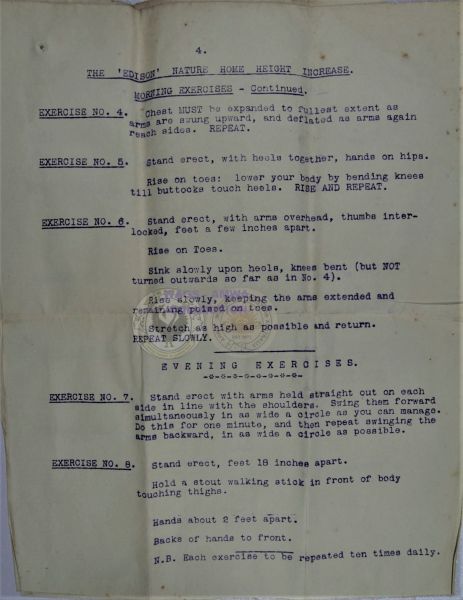 4.
THE 'EDISON' NATURE HOME HEIGHT INCREASE.
MORNING EXERCISES - Continued.
EXERCISE NO. 4. Chest MUST be expanded to fullest extent as
arms are swung upward, and deflated as arms again
reach sides. REPEAT.
EXERCISE NO. 5. Stand erect, with heels together, hands on hips.
Rise on toes: lower your body by bending knees
till buttocks touch heels. RISE AND REPEAT.
EXERCISE NO. 6. Stand erect, with arms overhead, thumbs inter-
locked, feet a few inches apart.
Rise on Toes.
Sink slowly upon heels, knees bent (but NOT
turned outwards so far as in No. 4).
Rise slowly, keeping the arms extended and
remaining poised on toes.
Stretch as high as possible and return.
REPEAT SLOWLY.
EVENING EXERCISES.
EXERCISE NO. 7. Stand erect with arms held straight out on each
side in line with the shoulders. Swing them forward
simultaneously in as wide a circle as you can manage.
Do this for one minute, and then repeat swinging the
arms backward, in as wide a circle as possible.
EXERCISE NO. 8. Stand erect, feet 18 inches apart.
Hold a stout walking stick in front of body
touching thighs.
Hands about 2 feet apart.
Backs of hands to front.
N.B. Each exercise to be repeated ten times daily.